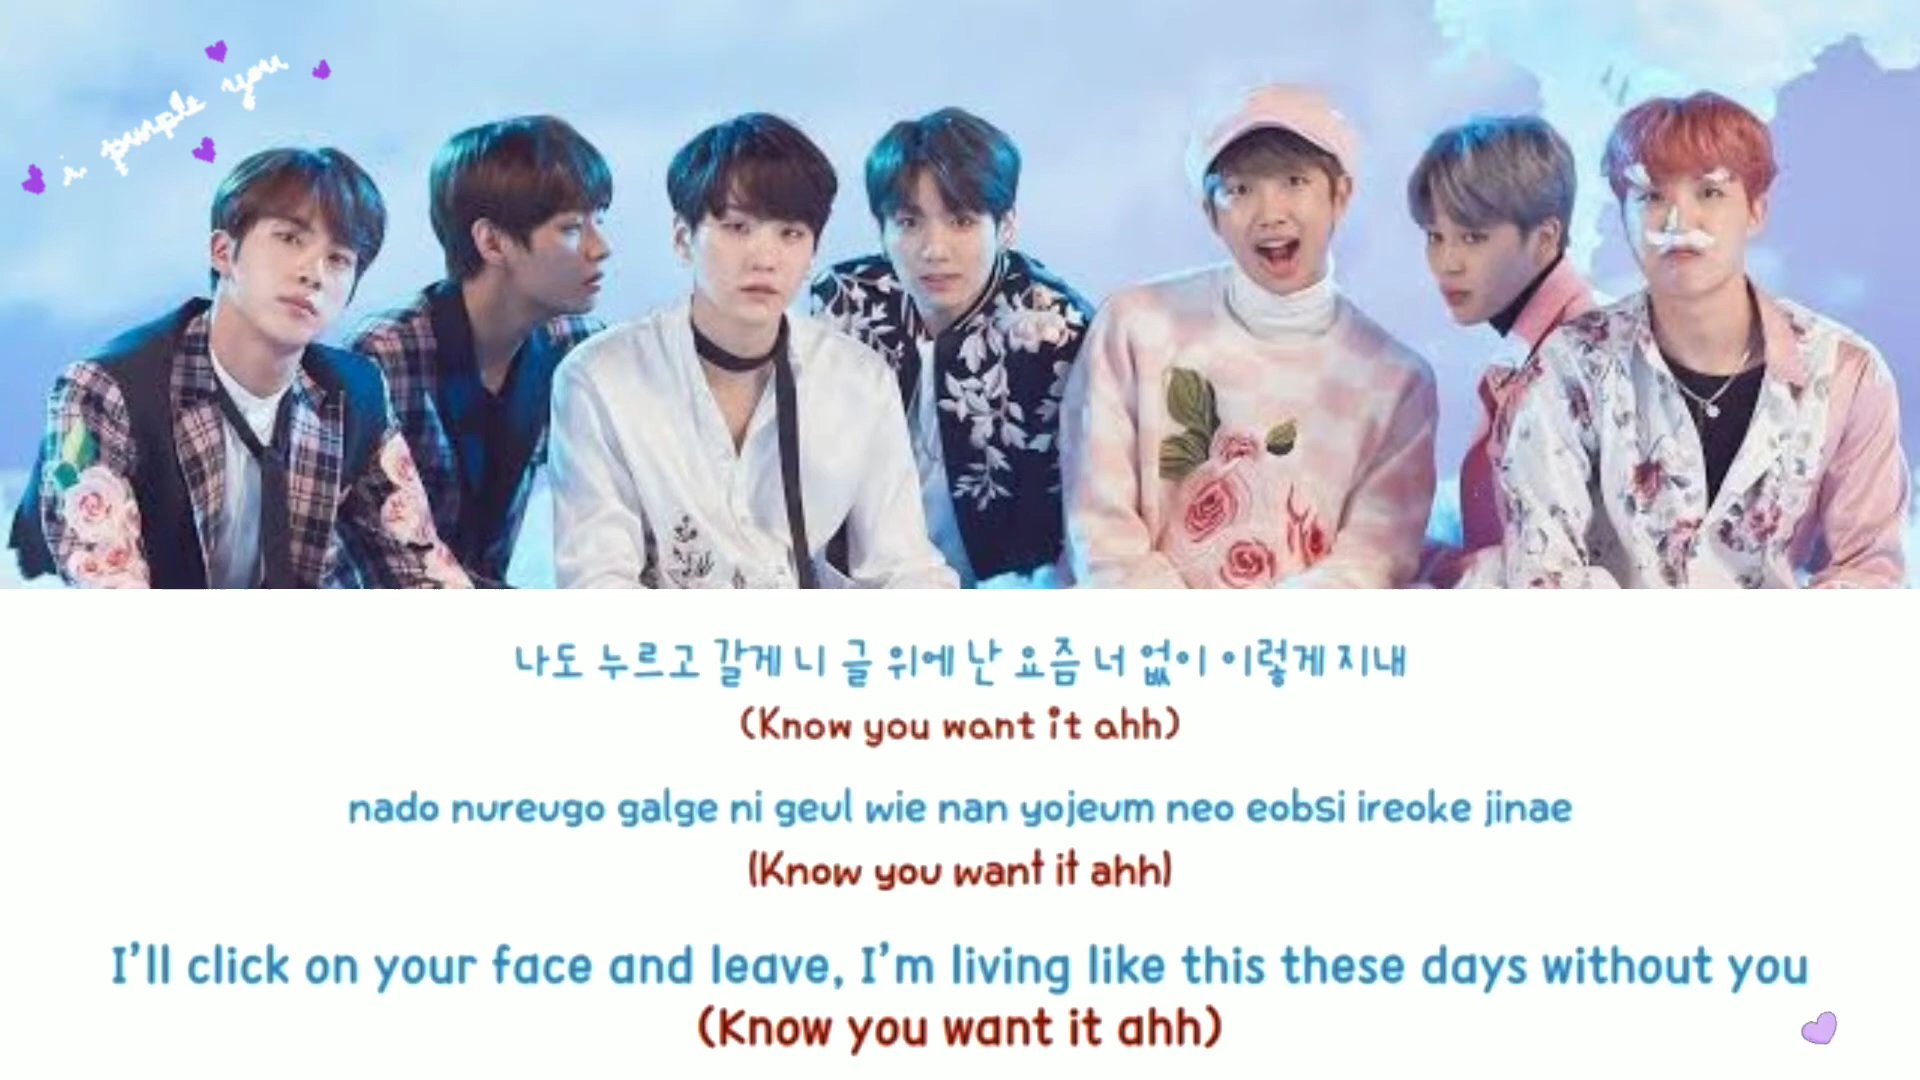 i purple you
나도 누르고 갈게 니 글 위에 난 요즘 너 없이 이렇게 지내
(Know you want it ahh)
nado nureugo galge ni geul wie nan yojeum neo eobsi ireoke jinae
(Know you want it ahh)
I'll click on your face and leave, I'm living like this these days without you
(Know you want it ahh)